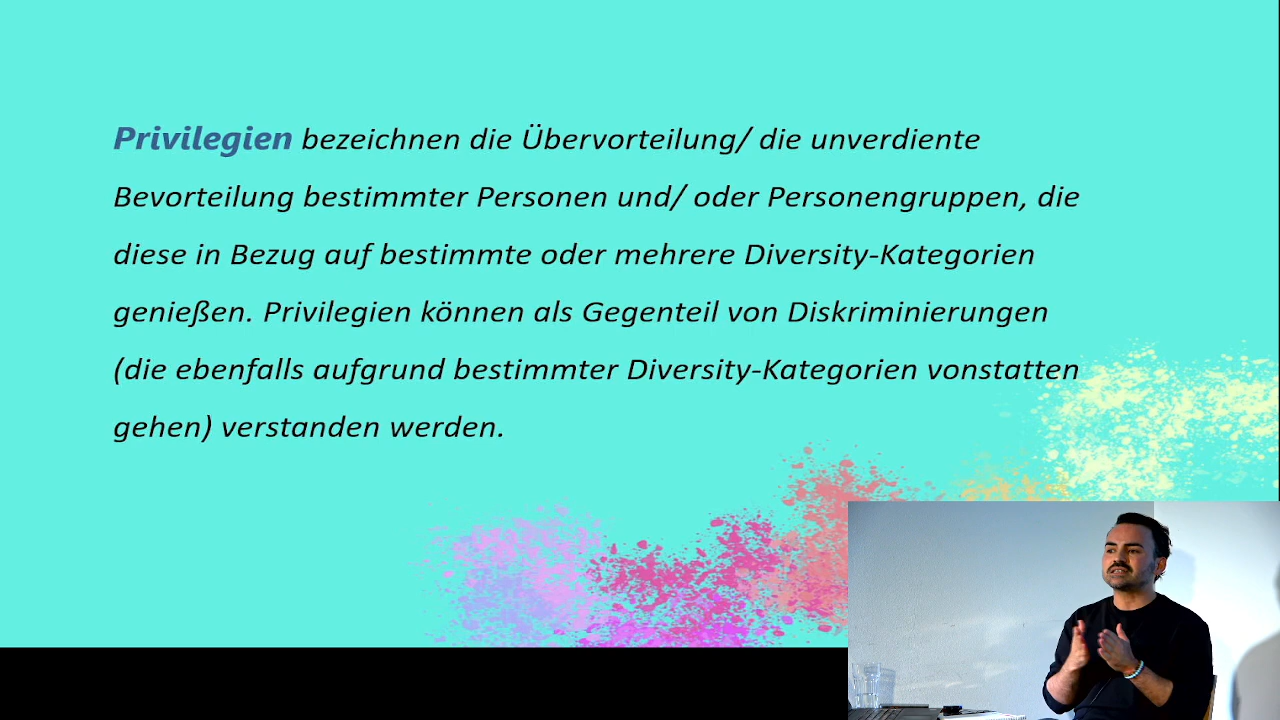 Privilegien bezeichnen die Übervorteilung/ die unverdiente
Bevorteilung bestimmter Personen und/ oder Personengruppen, die
diese in Bezug auf bestimmte oder mehrere Diversity-Kategorien
genießen. Privilegien können als Gegenteil von Diskriminierungen
(die ebenfalls aufgrund bestimmter Diversity-Kategorien vonstatten
gehen) verstanden werden.